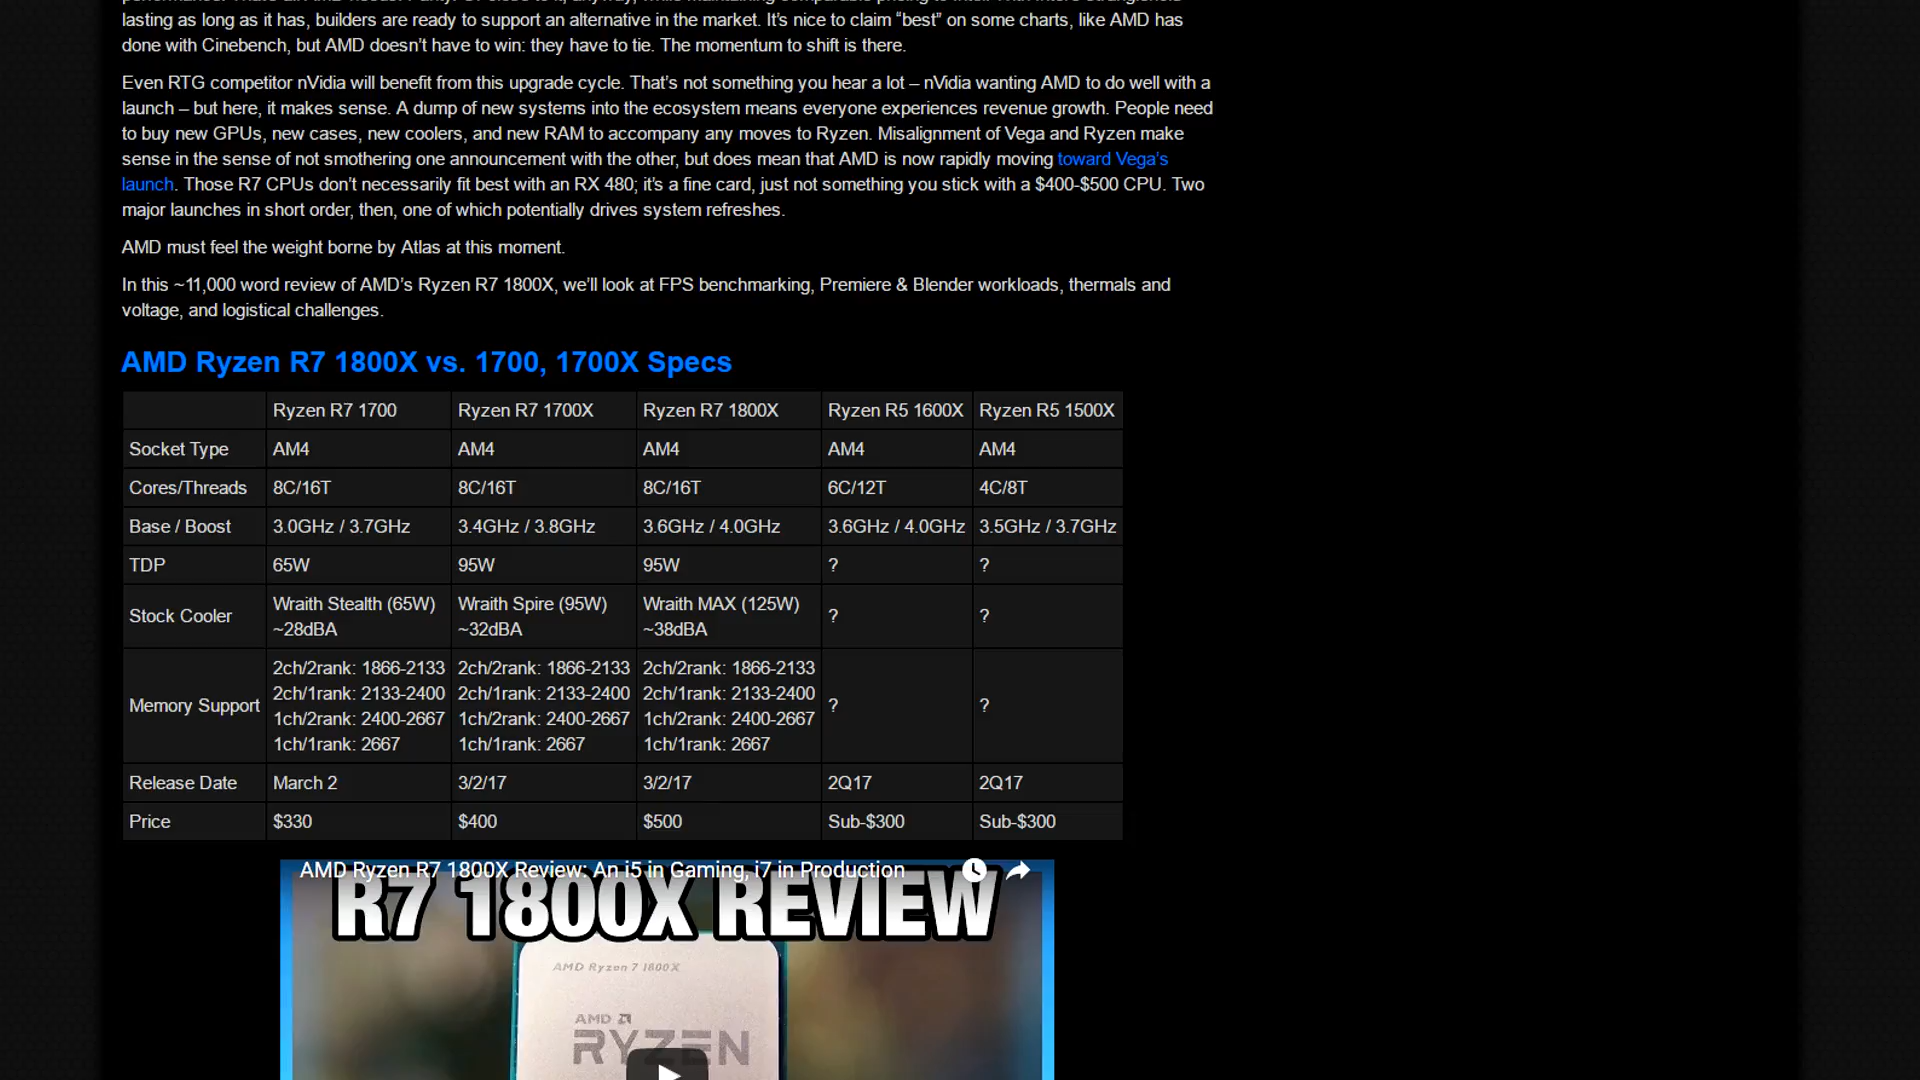 lasting as long as it has, builders are ready to support an alternative in the market. It’s nice to claim “best” on some charts, like AMD has
done with Cinebench, but AMD doesn’t have to win: they have to tie. The momentum to shift is there.
Even RTG competitor nVidia will benefit from this upgrade cycle. That’s not something you hear a lot – nVidia wanting AMD to do well with a
launch – but here, it makes sense. A dump of new systems into the ecosystem means everyone experiences revenue growth. People need
to buy new GPUs, new cases, new coolers, and new RAM to accompany any moves to Ryzen. Misalignment of Vega and Ryzen make
sense in the sense of not smothering one announcement with the other, but does mean that AMD is now rapidly moving toward Vega’s
launch. Those R7 CPUs don’t necessarily fit best with an RX 480; it’s a fine card, just not something you stick with a $400-$500 CPU. Two
major launches in short order, then, one of which potentially drives system refreshes.
AMD must feel the weight borne by Atlas at this moment.
In this ~11,000 word review of AMD’s Ryzen R7 1800X, we’ll look at FPS benchmarking, Premiere & Blender workloads, thermals and
voltage, and logistical challenges.
AMD Ryzen R7 1800X vs. 1700, 1700X Specs
Ryzen R7 1700 Ryzen R7 1700X Ryzen R7 1800X Ryzen R5 1600X Ryzen R5 1500X
Socket Type AM4 AM4 AM4 AM4 AM4
Cores/Threads 8C/16T 8C/16T 8C/16T 6C/12T 4C/8T
Base / Boost 3.0GHz / 3.7GHz 3.4GHz / 3.8GHz 3.6GHz / 4.0GHz 3.6GHz / 4.0GHz 3.5GHz / 3.7GHz
TDP 65W 95W 95W ? ?
Stock Cooler Wraith Stealth (65W) Wraith Spire (95W) Wraith MAX (125W) ? ?
~28dBA ~32dBA ~38dBA
2ch/2rank: 1866-2133 2ch/2rank: 1866-2133 2ch/2rank: 1866-2133
2ch/1rank: 2133-2400 2ch/1rank: 2133-2400 2ch/1rank: 2133-2400
Memory Support ? ?
1ch/2rank: 2400-2667 1ch/2rank: 2400-2667 1ch/2rank: 2400-2667
1ch/1rank: 2667 1ch/1rank: 2667 1ch/1rank: 2667
Release Date March 2 3/2/17 3/2/17 2Q17 2Q17
Price $330 $400 $500 Sub-$300 Sub-$300
AMD Ryzen R7 1800X Review: An i5 in Gaming, i7 in Production
R7 1800X REVIEW
AMD Ryzen 7 1800X
AMD
RYZEN